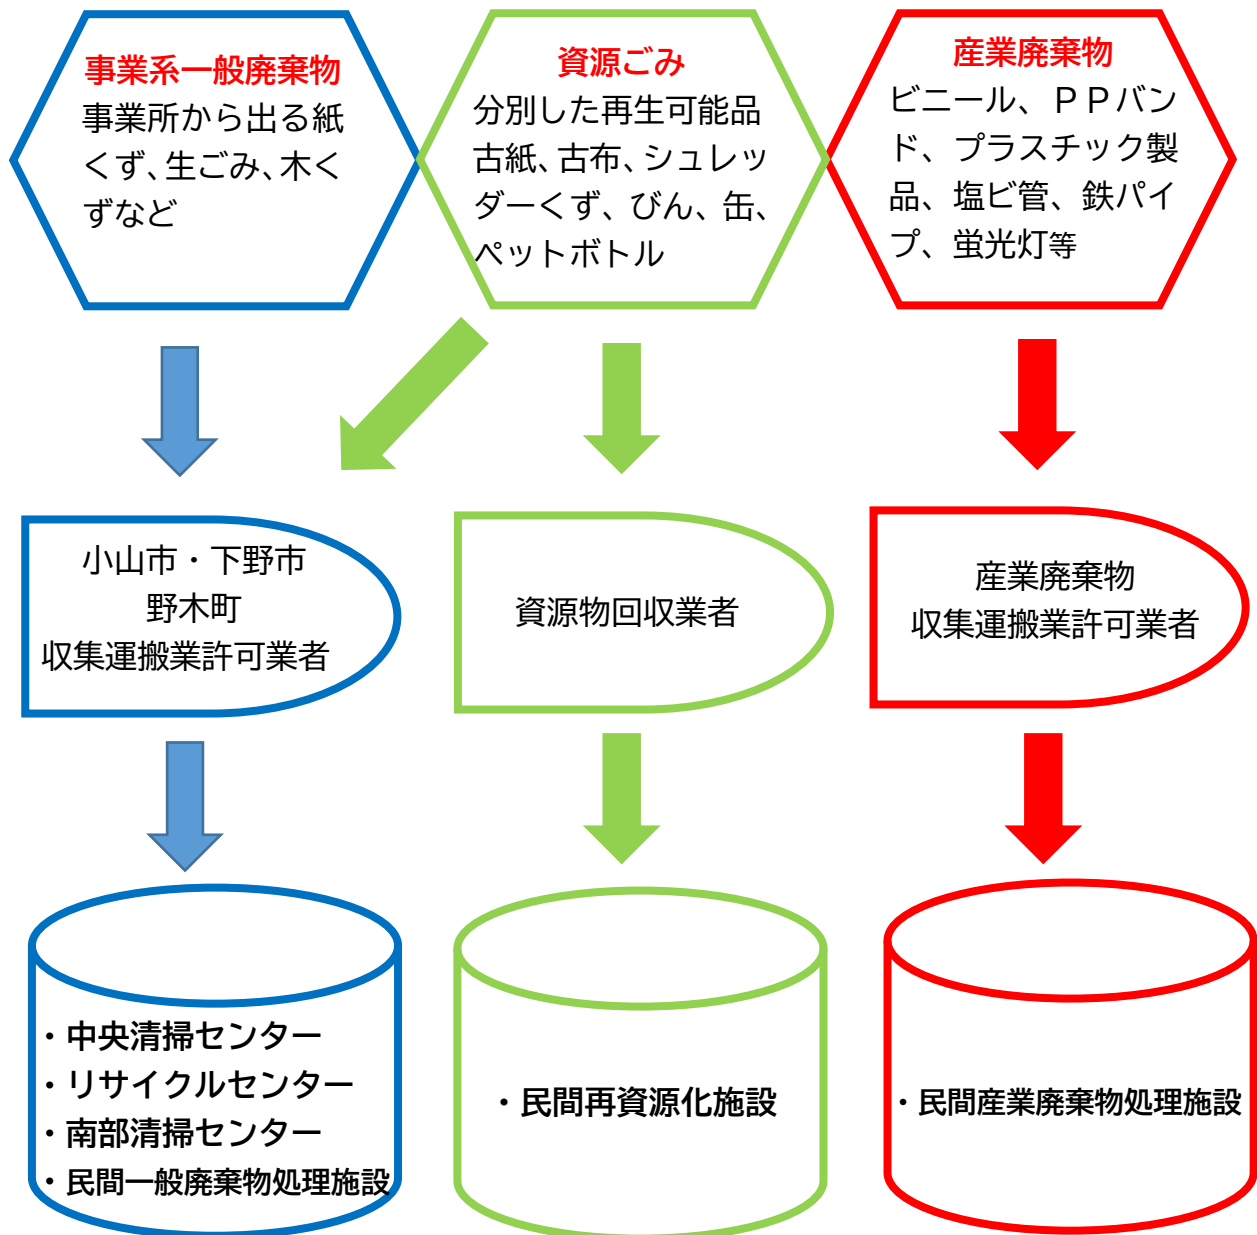 事業系一般廃棄物
事業所から出る紙
くず、生ごみ、木く
ずなど
資源ごみ
分別した再生可能品
古紙、古布、シュレッ
ダーくず、びん、缶、
ペットボトル
産業廃棄物
ビニール、ＰＰバン
ド、プラスチック製
品、塩ビ管、鉄パイ
プ、蛍光灯等
小山市・下野市
野木町
収集運搬業許可業者
資源物回収業者
産業廃棄物
収集運搬業許可業者
・中央清掃センター
・リサイクルセンター
・南部清掃センター
・民間一般廃棄物処理施設
・民間再資源化施設
・民間産業廃棄物処理施設